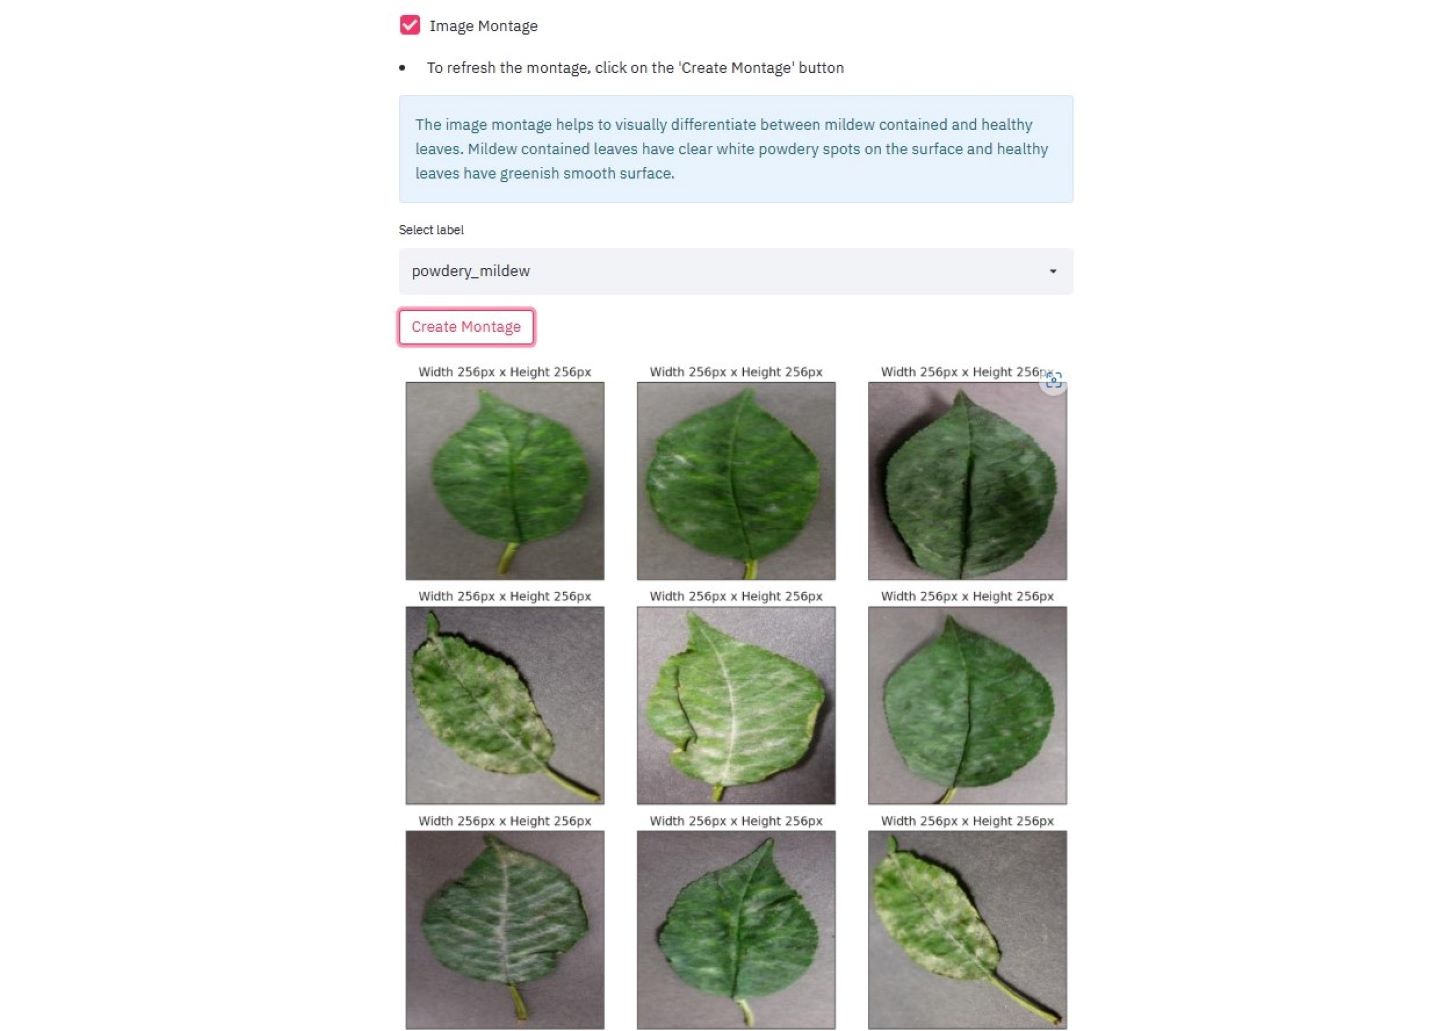 Image Montage
• To refresh the montage, click on the 'Create Montage' button
The image montage helps to visually differentiate between mildew contained and healthy
leaves. Mildew contained leaves have clear white powdery spots on the surface and healthy
leaves have greenish smooth surface.
Select label
powdery_mildew
Create Montage
Width 256px x Height 256px
Width 256px x Height 256px
Width 256px x Height 256px
Width 256px x Height 256px
Width 256px x Height 256px
Width 256px x Height 256px
Width 256px x Height 256px
Width 256px x Height 256px
Width 256px x Height 256px